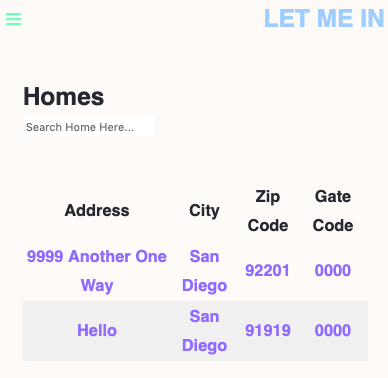 LET ME IN
Homes
Search Home Here...
Address City Zip Code Gate Code
9999 Another One Way San Diego 92201 0000
Hello San Diego 91919 0000